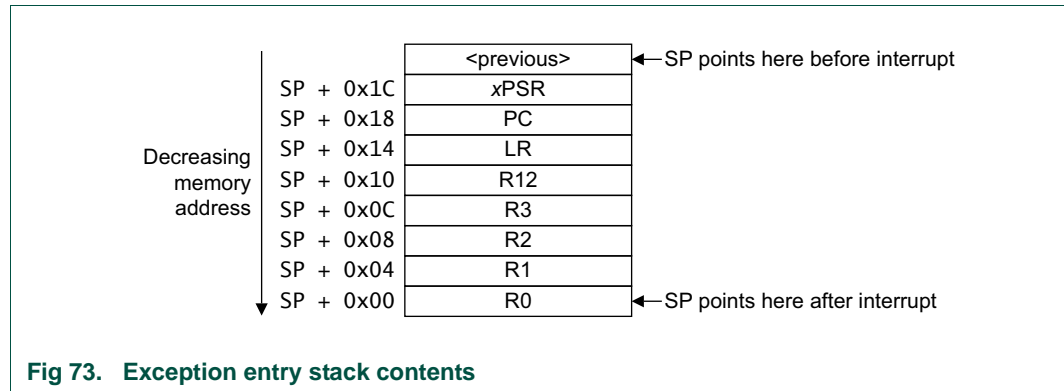 <previous>
SP points here before interrupt
SP + 0x1C
xPSR
SP + 0x18
PC
SP + 0x14
LR
Decreasing
memory
address
SP + 0x10
R12
SP + 0x0C
R3
SP + 0x08
R2
SP + 0x04
R1
SP + 0x00
R0
SP points here after interrupt
Fig 73. Exception entry stack contents